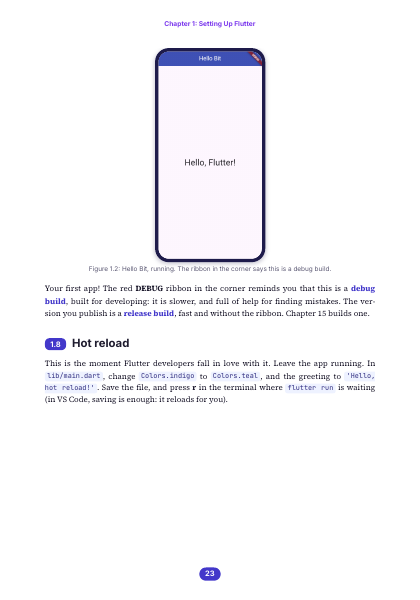 Chapter 1: Setting Up Flutter
Hello Bit
DEBUG
Hello, Flutter!
Figure 1.2: Hello Bit, running. The ribbon in the corner says this is a debug build.
Your first app! The red DEBUG ribbon in the corner reminds you that this is a debug
build, built for developing: it is slower, and full of help for finding mistakes. The ver-
sion you publish is a release build, fast and without the ribbon. Chapter 15 builds one.
1.8 Hot reload
This is the moment Flutter developers fall in love with it. Leave the app running. In
lib/main.dart, change Colors.indigo to Colors.teal, and the greeting to 'Hello,
hot reload!'. Save the file, and press r in the terminal where flutter run is waiting
(in VS Code, saving is enough: it reloads for you).
23